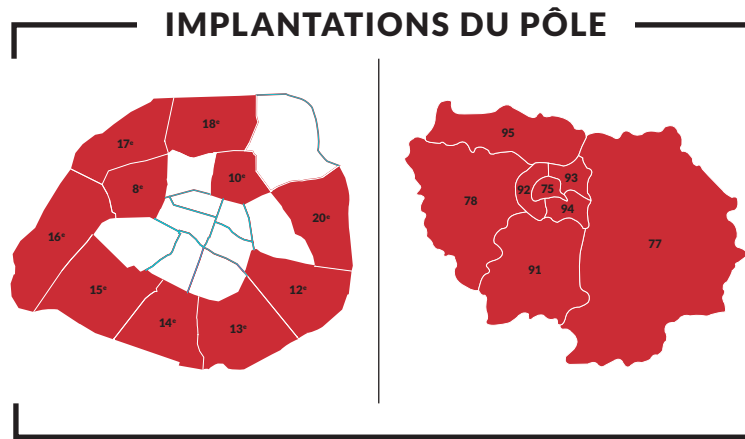 IMPLANTATIONS DU PÔLE
18ᵉ
17ᵉ
8ᵉ
10ᵉ
20ᵉ
16ᵉ
15ᵉ
12ᵉ
14ᵉ
13ᵉ
95
93
92
75
78
94
77
91